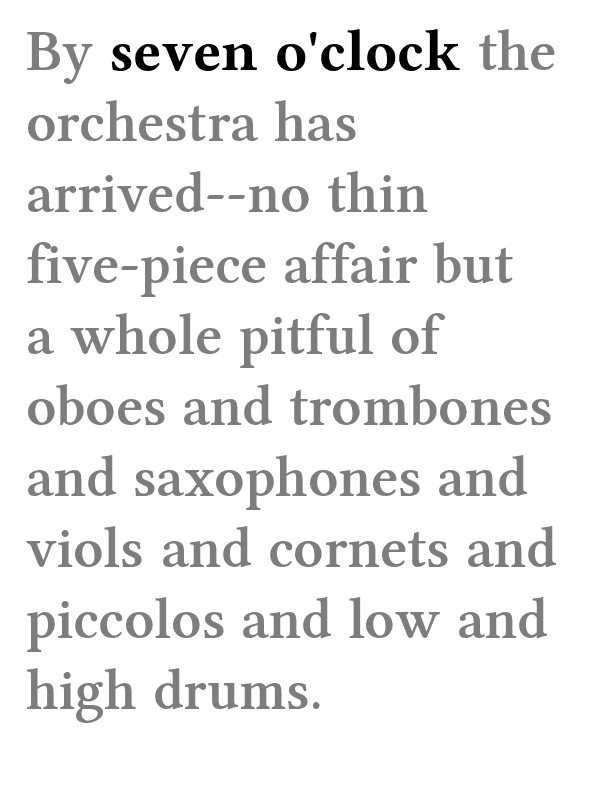 By seven o'clock the
orchestra has
arrived--no thin
five-piece affair but
a whole pitful of
oboes and trombones
and saxophones and
viols and cornets and
piccolos and low and
high drums.